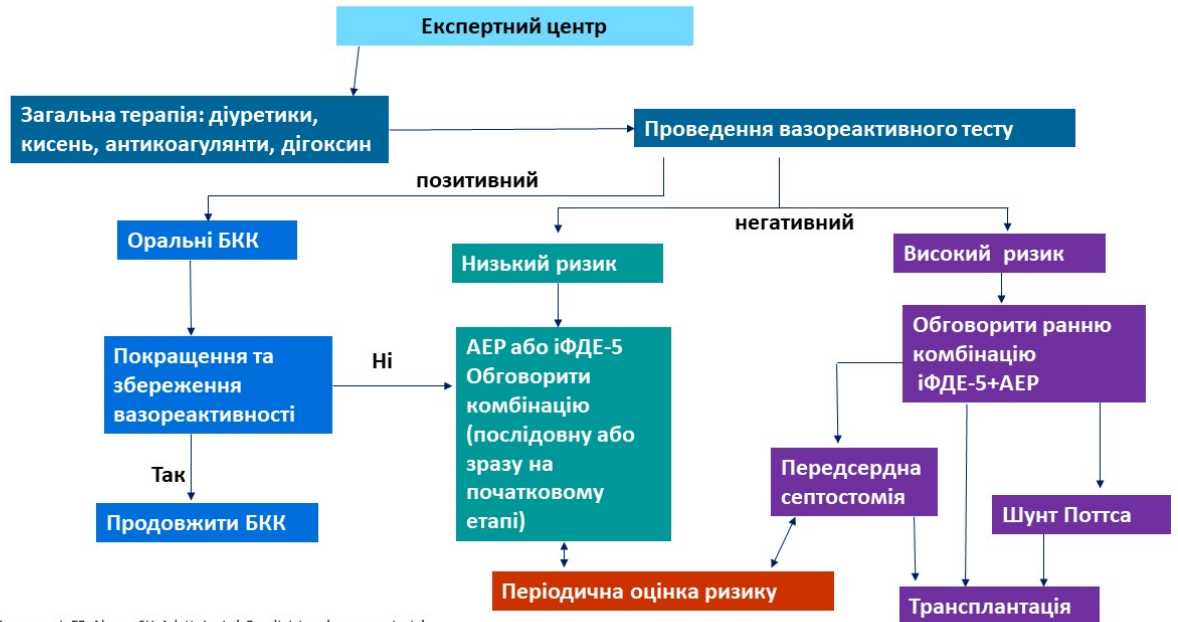 Експертний центр
Загальна терапія: діуретики,
кисень, антикоагулянти, дігоксин
Проведення вазореактивного тесту
позитивний
негативний
Оральні БКК
Низький ризик
Високий ризик
Покращення та
збереження
вазореактивності
Ні
АЕР або іФДЕ-5
Обговорити
комбінацію
(послідовну або
зразу на
початковому
етапі)
Обговорити ранню
комбінацію
іФДЕ-5+АЕР
Так
Продовжити БКК
Передсердна
септостомія
Шунт Поттса
Періодична оцінка ризику
Трансплантація